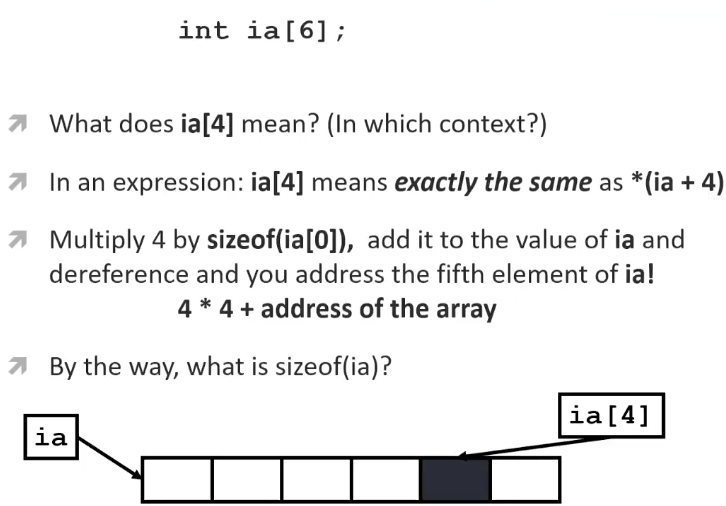 int ia[6];
What does ia[4] mean? (In which context?)
In an expression: ia[4] means exactly the same as *(ia + 4)
Multiply 4 by sizeof(ia[0]), add it to the value of ia and
dereference and you address the fifth element of ia!
4 * 4 + address of the array
By the way, what is sizeof(ia)?
ia[4]
ia